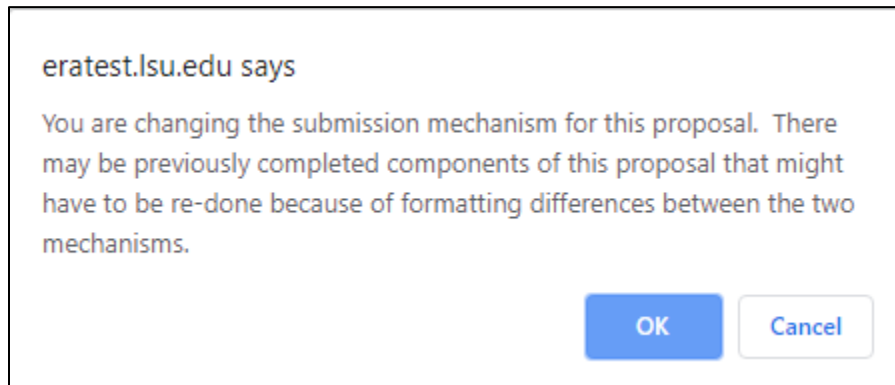 eratest.lsu.edu says
You are changing the submission mechanism for this proposal.  There
may be previously completed components of this proposal that might
have to be re-done because of formatting differences between the two
mechanisms.
OK Cancel